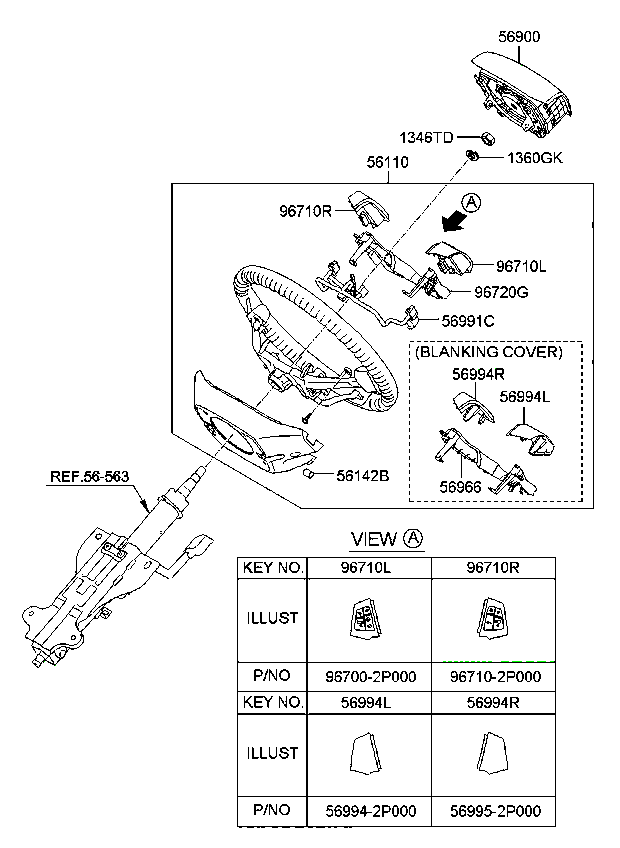 56900
1346TD
1360GK
56110
96710R
A
96710L
96720G
56991C
(BLANKING COVER)
56994R
56994L
56966
56142B
REF.56-563
VIEW A
KEY NO. 96710L 96710R
ILLUST
P/NO 96700-2P000 96710-2P000
KEY NO. 56994L 56994R
ILLUST
P/NO 56994-2P000 56995-2P000